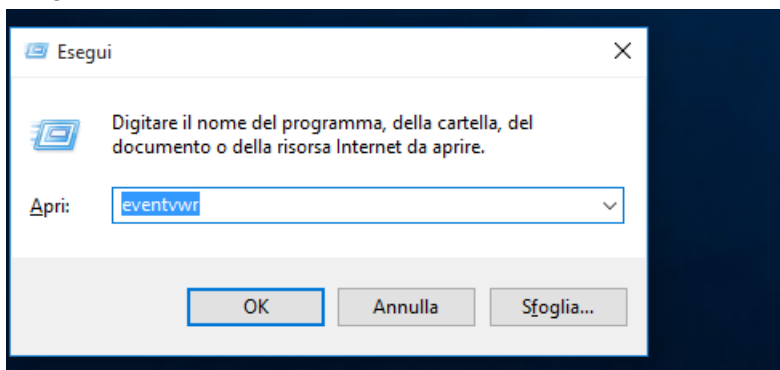 Esegui
Digitare il nome del programma, della cartella, del
documento o della risorsa Internet da aprire.
Apri: eventvwr
OK Annulla Sfoglia...